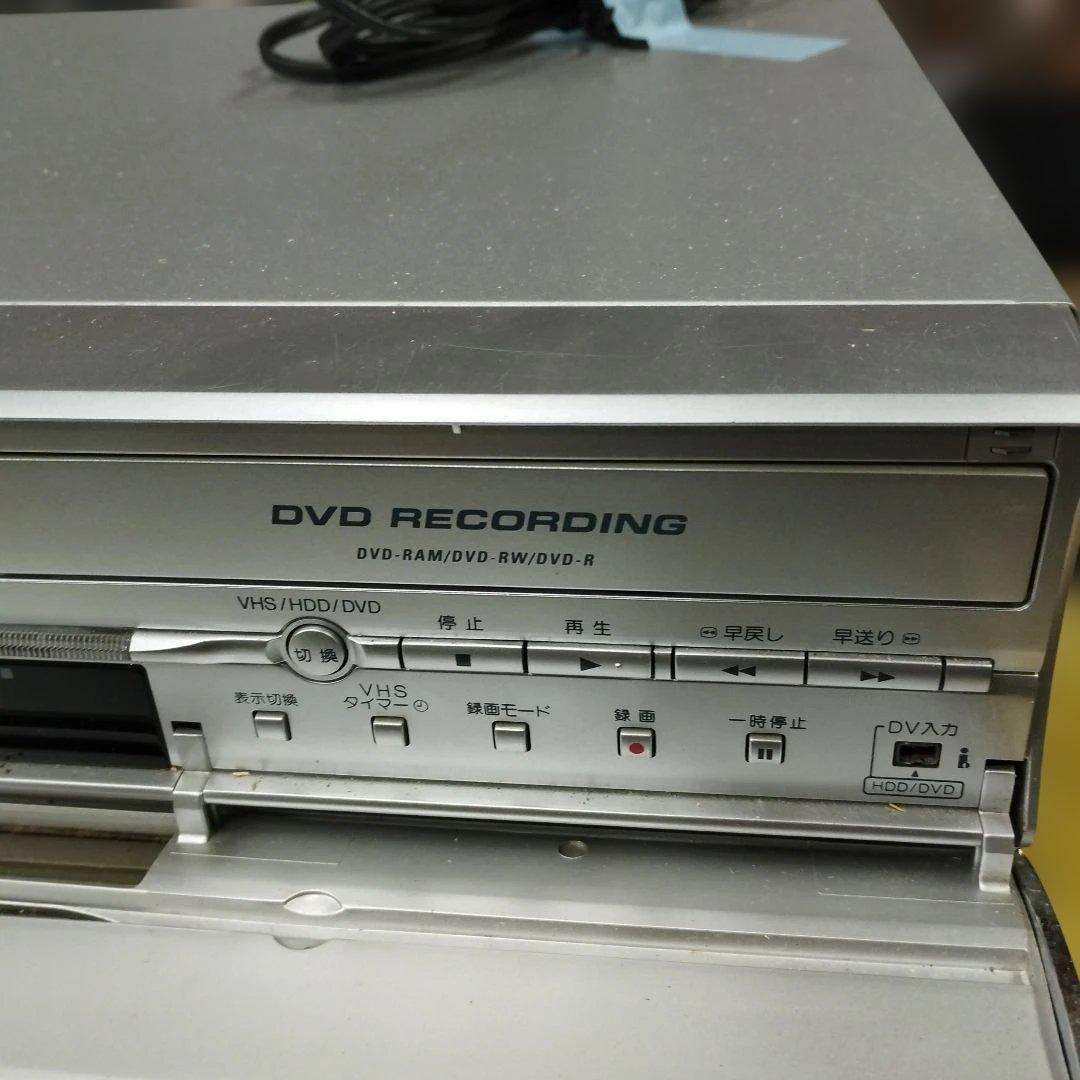 DVD RECORDING
DVD-RAM/DVD-RW/DVD-R
VHS/HDD/DVD
切換
停止
再生
早戻し
早送り
表示切換
VHS
タイマー
録画モード
録画
一時停止
DV入力
i
HDD/DVD